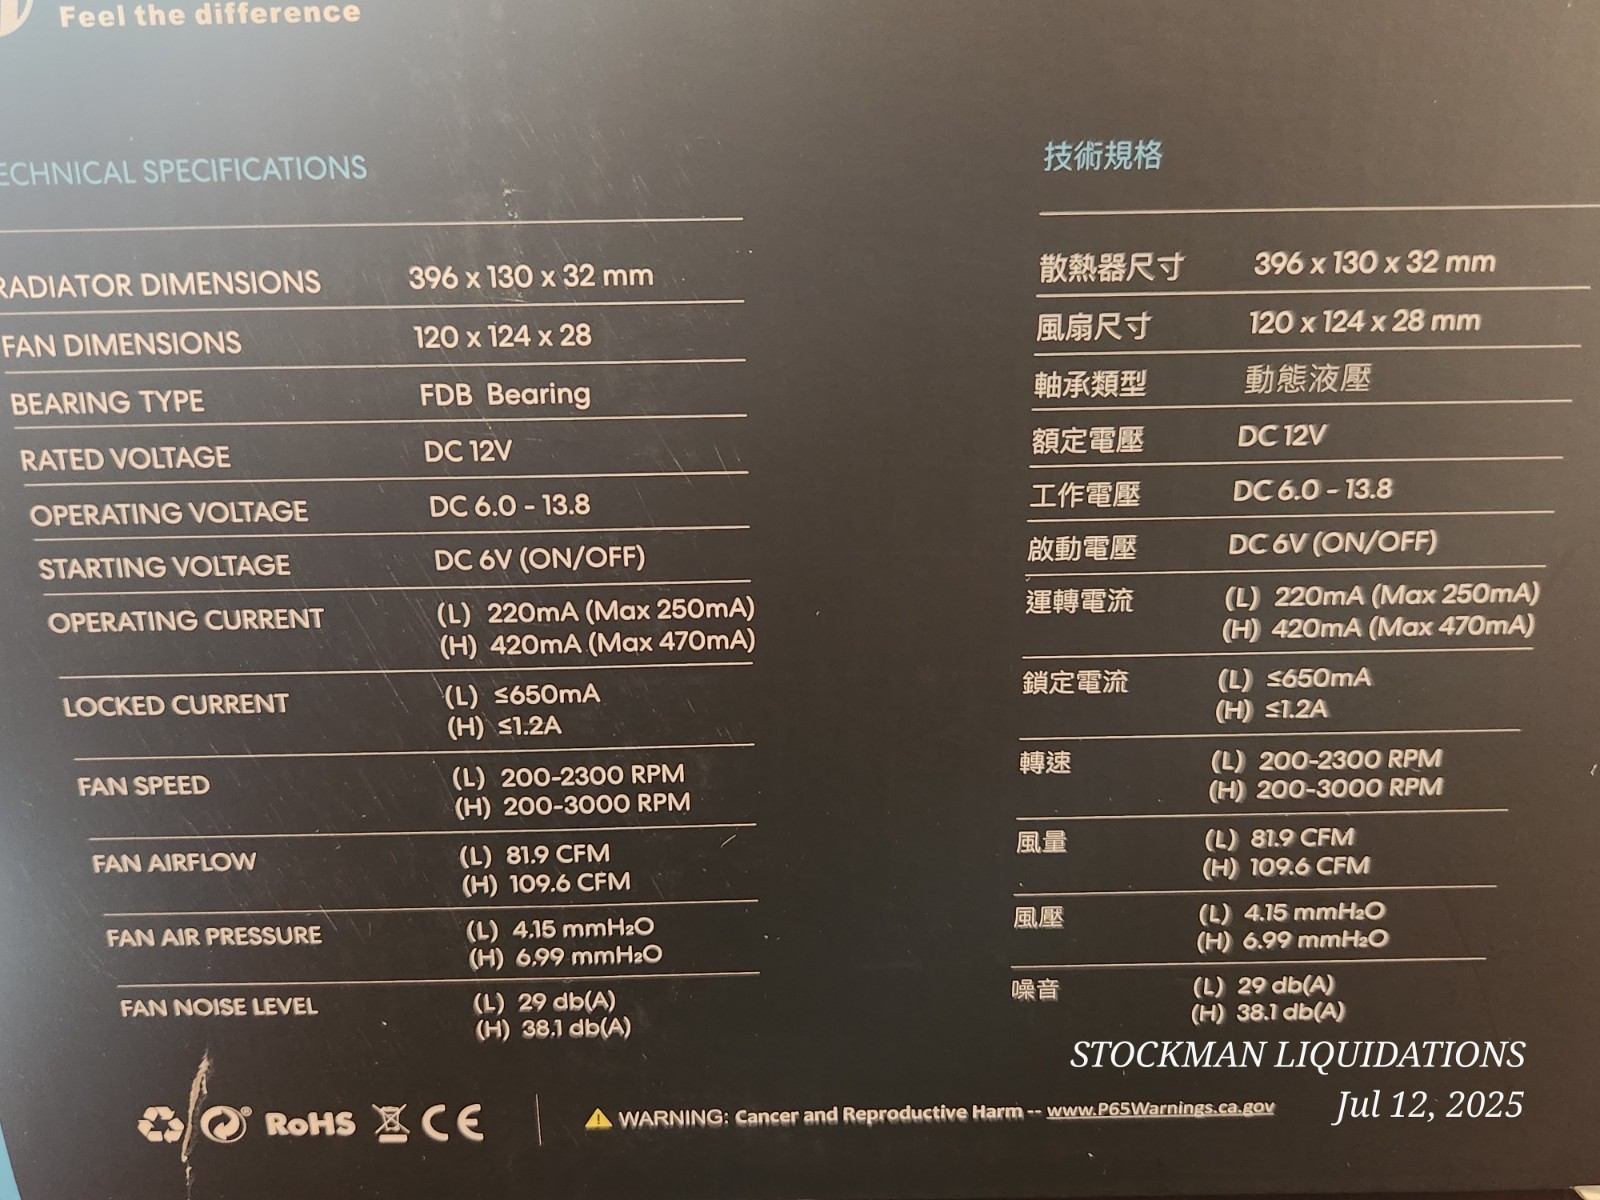 Feel the difference
ECHNICAL SPECIFICATIONS
RADIATOR DIMENSIONS 396 x 130 x 32 mm
FAN DIMENSIONS 120 x 124 x 28
BEARING TYPE FDB Bearing
RATED VOLTAGE DC 12V
OPERATING VOLTAGE DC 6.0 - 13.8
STARTING VOLTAGE DC 6V (ON/OFF)
OPERATING CURRENT (L) 220mA (Max 250mA)
(H) 420mA (Max 470mA)
LOCKED CURRENT (L) ≤650mA
(H) ≤1.2A
FAN SPEED (L) 200-2300 RPM
(H) 200-3000 RPM
FAN AIRFLOW (L) 81.9 CFM
(H) 109.6 CFM
FAN AIR PRESSURE (L) 4.15 mmH₂O
(H) 6.99 mmH₂O
FAN NOISE LEVEL (L) 29 db(A)
(H) 38.1 db(A)
技術規格
散熱器尺寸 396 x 130 x 32 mm
風扇尺寸 120 x 124 x 28 mm
軸承類型 動態液壓
額定電壓 DC 12V
工作電壓 DC 6.0 - 13.8
啟動電壓 DC 6V (ON/OFF)
運轉電流 (L) 220mA (Max 250mA)
(H) 420mA (Max 470mA)
鎖定電流 (L) ≤650mA
(H) ≤1.2A
轉速 (L) 200-2300 RPM
(H) 200-3000 RPM
風量 (L) 81.9 CFM
(H) 109.6 CFM
風壓 (L) 4.15 mmH₂O
(H) 6.99 mmH₂O
噪音 (L) 29 db(A)
(H) 38.1 db(A)
RoHS CE
WARNING: Cancer and Reproductive Harm -- www.P65Warnings.ca.gov
STOCKMAN LIQUIDATIONS
Jul 12, 2025